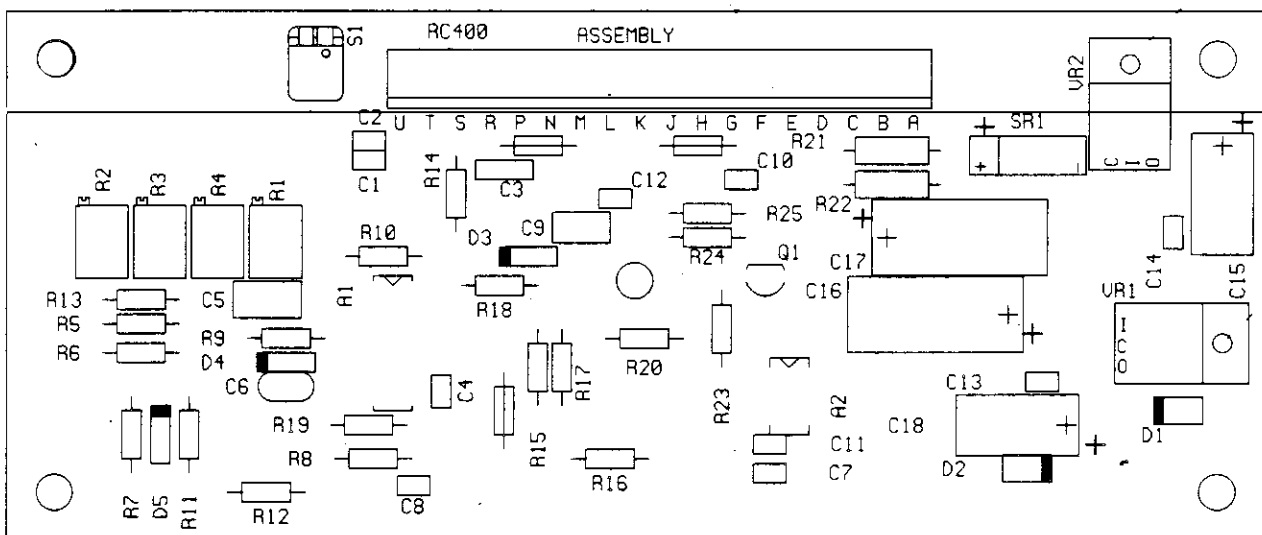 RC400 ASSEMBLY
S1
VR2
C I O
C2
U T S R P N M L K J H G F E D C B A
+ SR1 +
+ -
+
C1
R14
C3
C10
R21
R2 R3 R4 R1
C12
R22
R25
+
+
R10
D3
C9
R24
Q1
C17
C14
C15
R13
C5
A1
R18
C16
VR1
I C O
R5
R9
+
+
R6
D4
R20
C6
C4
R17
R23
C13
A2
R19
C11
C18
+
D1
R8
R15
C7
D2
+
R7 D5 R11
R12
C8
R16